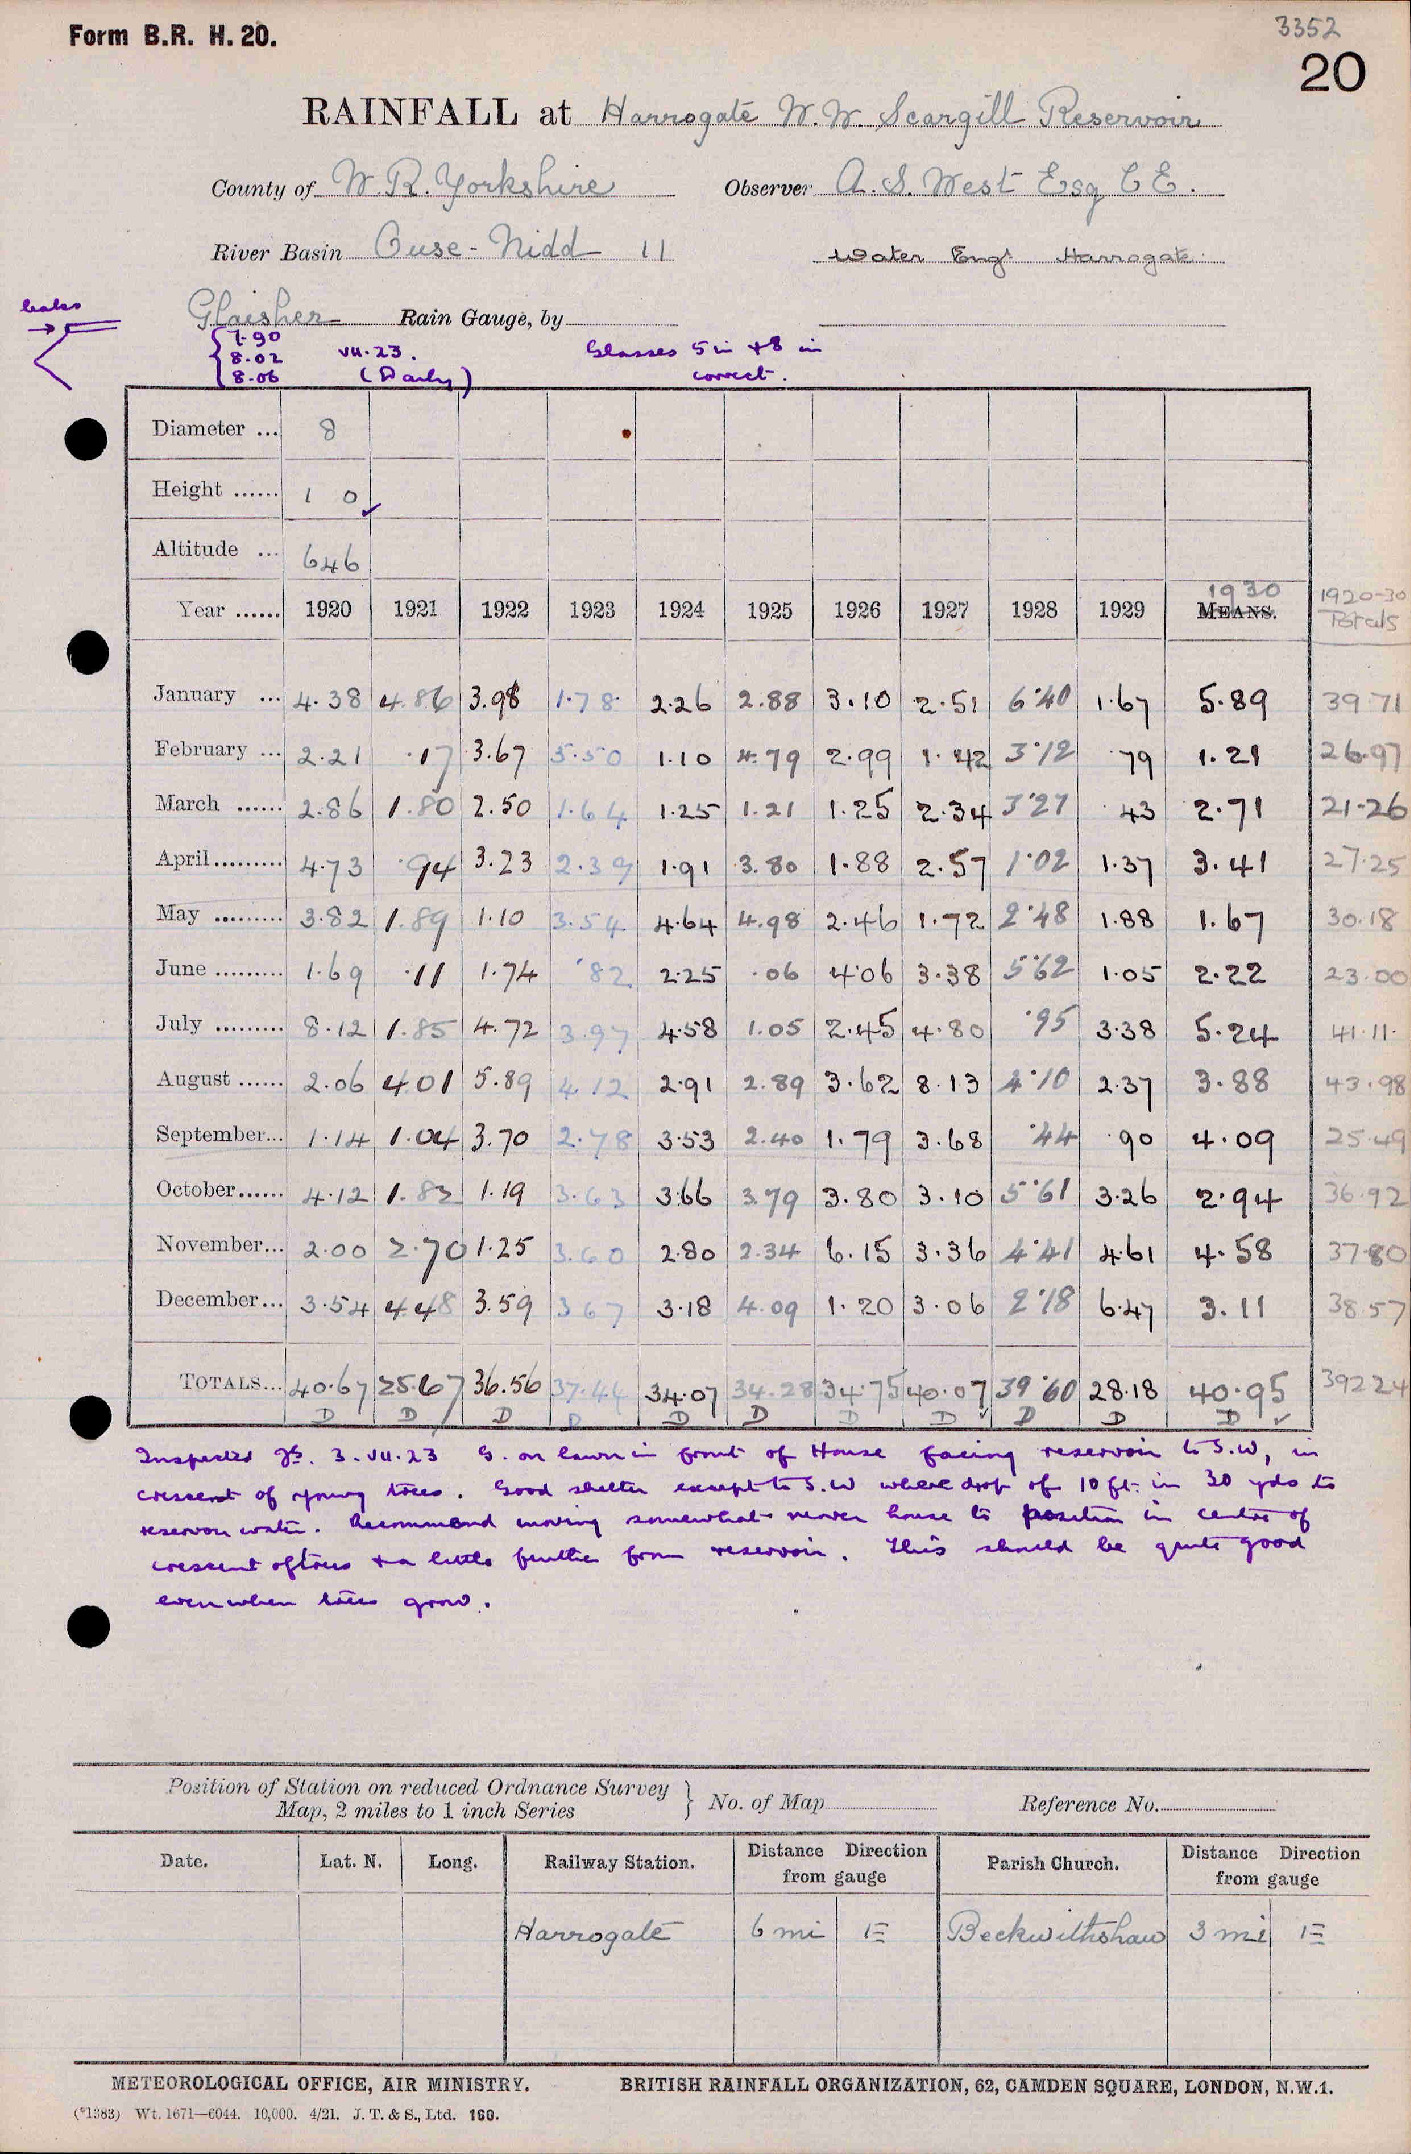 Form B.R. H. 20.
3352
20
RAINFALL at Harrogate W.W. Scargill Reservoir
County of W.R. Yorkshire Observer A. S. West Esq C E.
River Basin Ouse - Nidd 11 Water Engr Harrogate
leaks
Glaisher Rain Gauge, by
7.90
8.02 VII.23. Glasses 5 in + 8 in
8.06 (Daily) correct.
Diameter ... 8
Height ...... 1 0
Altitude ... 646
Year ...... 1920 1921 1922 1923 1924 1925 1926 1927 1928 1929 MEANS. 1930 1920-30 Totals
January ... 4.38 4.86 3.98 1.78 2.26 2.88 3.10 2.51 6.40 1.67 5.89 39.71
February ... 2.21 .17 3.67 5.50 1.10 4.79 2.99 1.42 3.12 .79 1.21 26.97
March ...... 2.86 1.80 2.50 1.64 1.25 1.21 1.25 2.34 3.27 .43 2.71 21.26
April......... 4.73 .94 3.23 2.39 1.91 3.80 1.88 2.57 1.02 1.37 3.41 27.25
May ......... 3.82 1.89 1.10 3.54 4.64 4.98 2.46 1.72 2.48 1.88 1.67 30.18
June ......... 1.69 .11 1.74 .82 2.25 .06 4.06 3.38 5.62 1.05 2.22 23.00
July ......... 8.12 1.85 4.72 3.97 4.58 1.05 2.45 4.80 .95 3.38 5.24 41.11
August ...... 2.06 4.01 5.89 4.12 2.91 2.89 3.62 8.13 4.10 2.37 3.88 43.98
September... 1.14 1.04 3.70 2.78 3.53 2.40 1.79 3.68 .44 .90 4.09 25.49
October...... 4.12 1.82 1.19 3.63 3.66 3.79 3.80 3.10 5.61 3.26 2.94 36.92
November... 2.00 2.70 1.25 3.60 2.80 2.34 6.15 3.36 4.41 4.61 4.58 37.80
December... 3.54 4.48 3.59 3.67 3.18 4.09 1.20 3.06 2.18 6.47 3.11 38.57
TOTALS... 40.67 25.67 36.56 37.44 34.07 34.28 34.75 40.07 39.60 28.18 40.95 392.24
D D D D D D D D D D D
Inspected 3.VII.23 G. on lawn in front of House facing reservoir to S.W, in
crescent of young trees. Good shelter except to S.W where drop of 10 ft. in 30 yds to
reservoir water. Recommend moving somewhat nearer house to position in centre of
crescent of trees + a little further from reservoir. This should be quite good
even when trees grow.
Position of Station on reduced Ordnance Survey
Map, 2 miles to 1 inch Series } No. of Map Reference No.
Date. Lat. N. Long. Railway Station. Distance Direction from gauge Parish Church. Distance Direction from gauge
Harrogate 6 mi E Beckwithshaw 3 mi E
METEOROLOGICAL OFFICE, AIR MINISTRY. BRITISH RAINFALL ORGANIZATION, 62, CAMDEN SQUARE, LONDON, N.W.1.
(*1383) Wt. 1671—6044. 10,000. 4/21. J. T. & S., Ltd. 160.